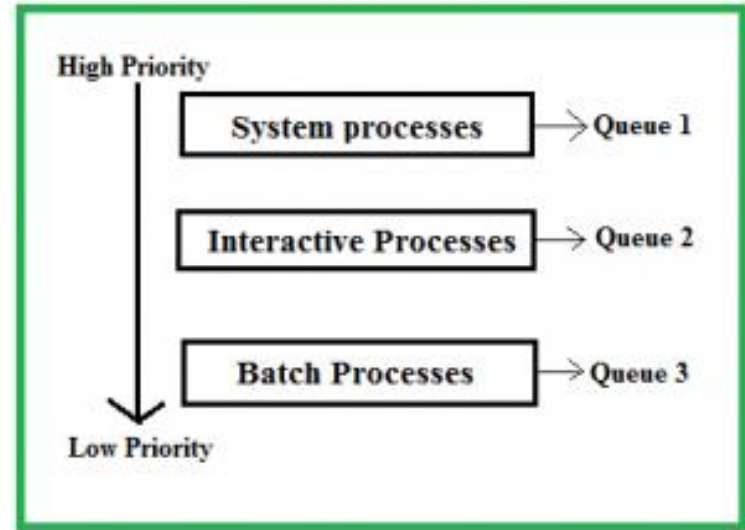 High Priority
System processes
Queue 1
Interactive Processes
Queue 2
Batch Processes
Queue 3
Low Priority